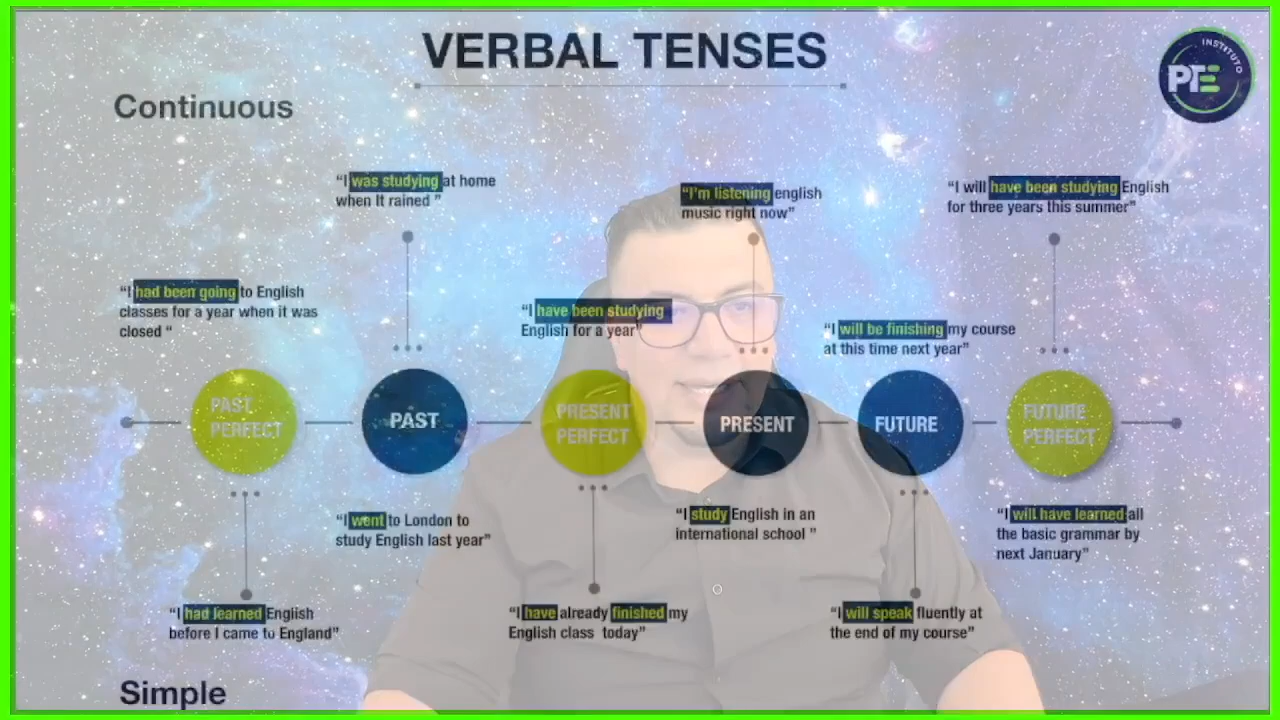 VERBAL TENSES
INSTITUTO
PTE
Continuous
“I was studying at home
when It rained ”
“I’m listening english
music right now”
“I will have been studying English
for three years this summer”
“I had been going to English
classes for a year when it was
closed “
“I have been studying
English for a year”
“I will be finishing my course
at this time next year”
PAST
PERFECT
PAST
PRESENT
PERFECT
PRESENT
FUTURE
FUTURE
PERFECT
“I went to London to
study English last year”
“I study English in an
international school ”
“I will have learned all
the basic grammar by
next January”
“I had learned English
before I came to England”
“I have already finished my
English class today”
“I will speak fluently at
the end of my course”
Simple